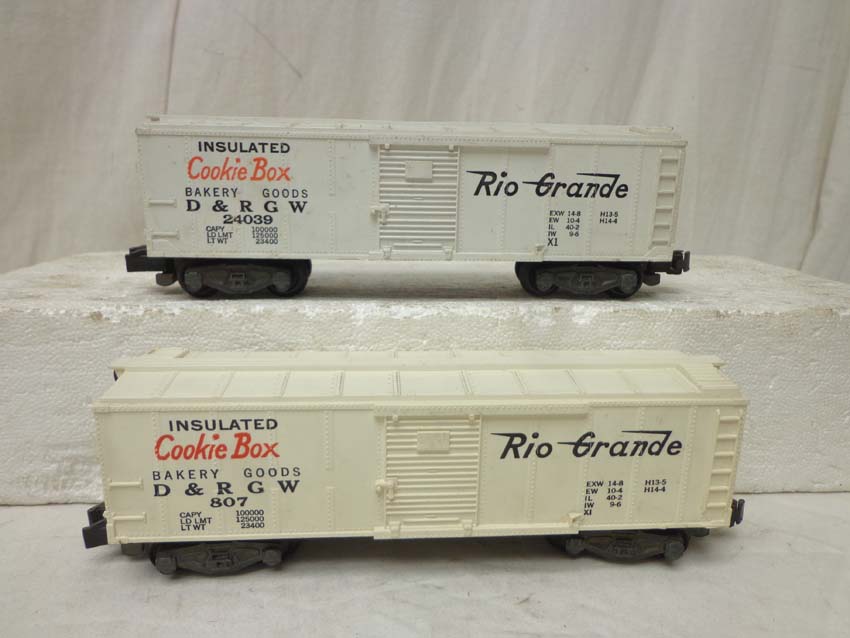 INSULATED
Cookie Box
BAKERY GOODS
D & R G W
24039
CAPY 100000
LD LMT 125000
LT WT 23400
Rio Grande
EXW 14-8 H13-5
EW 10-4 H14-4
IL 40-2
IW 9-6
XI
INSULATED
Cookie Box
BAKERY GOODS
D & R G W
807
CAPY 100000
LD LMT 125000
LT WT 23400
Rio Grande
EXW 14-8 H13-5
EW 10-4 H14-4
IL 40-2
IW 9-6
XI